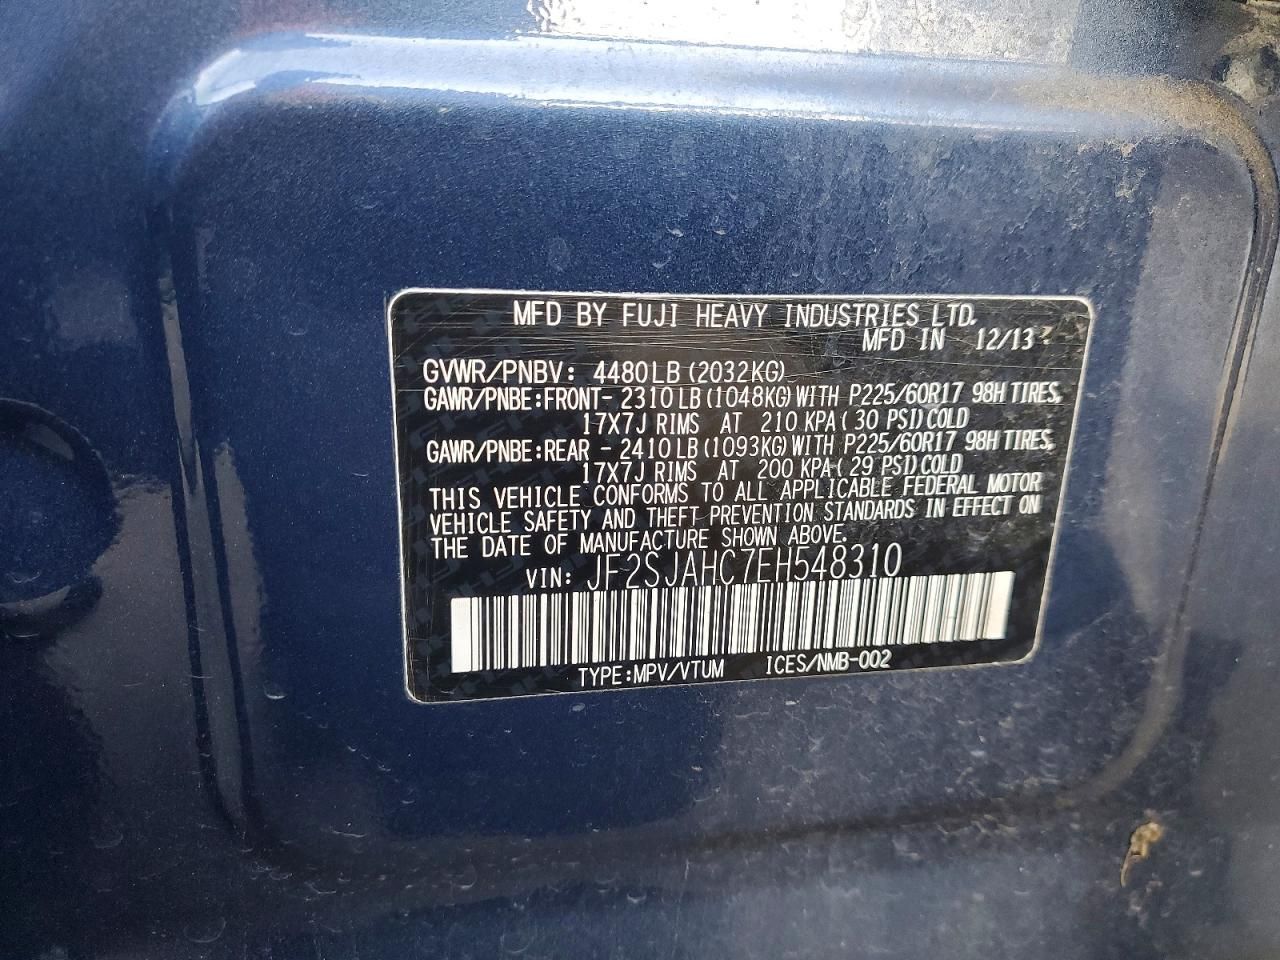 MFD BY FUJI HEAVY INDUSTRIES LTD.
MFD IN 12/13
GVWR/PNBV: 4480LB(2032KG)
GAWR/PNBE:FRONT- 2310LB(1048KG)WITH P225/60R17 98H TIRES,
17X7J RIMS AT 210 KPA(30 PSI)COLD
GAWR/PNBE:REAR - 2410LB(1093KG)WITH P225/60R17 98H TIRES,
17X7J RIMS AT 200 KPA(29 PSI)COLD
THIS VEHICLE CONFORMS TO ALL APPLICABLE FEDERAL MOTOR
VEHICLE SAFETY AND THEFT PREVENTION STANDARDS IN EFFECT ON
THE DATE OF MANUFACTURE SHOWN ABOVE.
VIN: JF2SJAHC7EH548310
TYPE:MPV/VTUM ICES/NMB-002